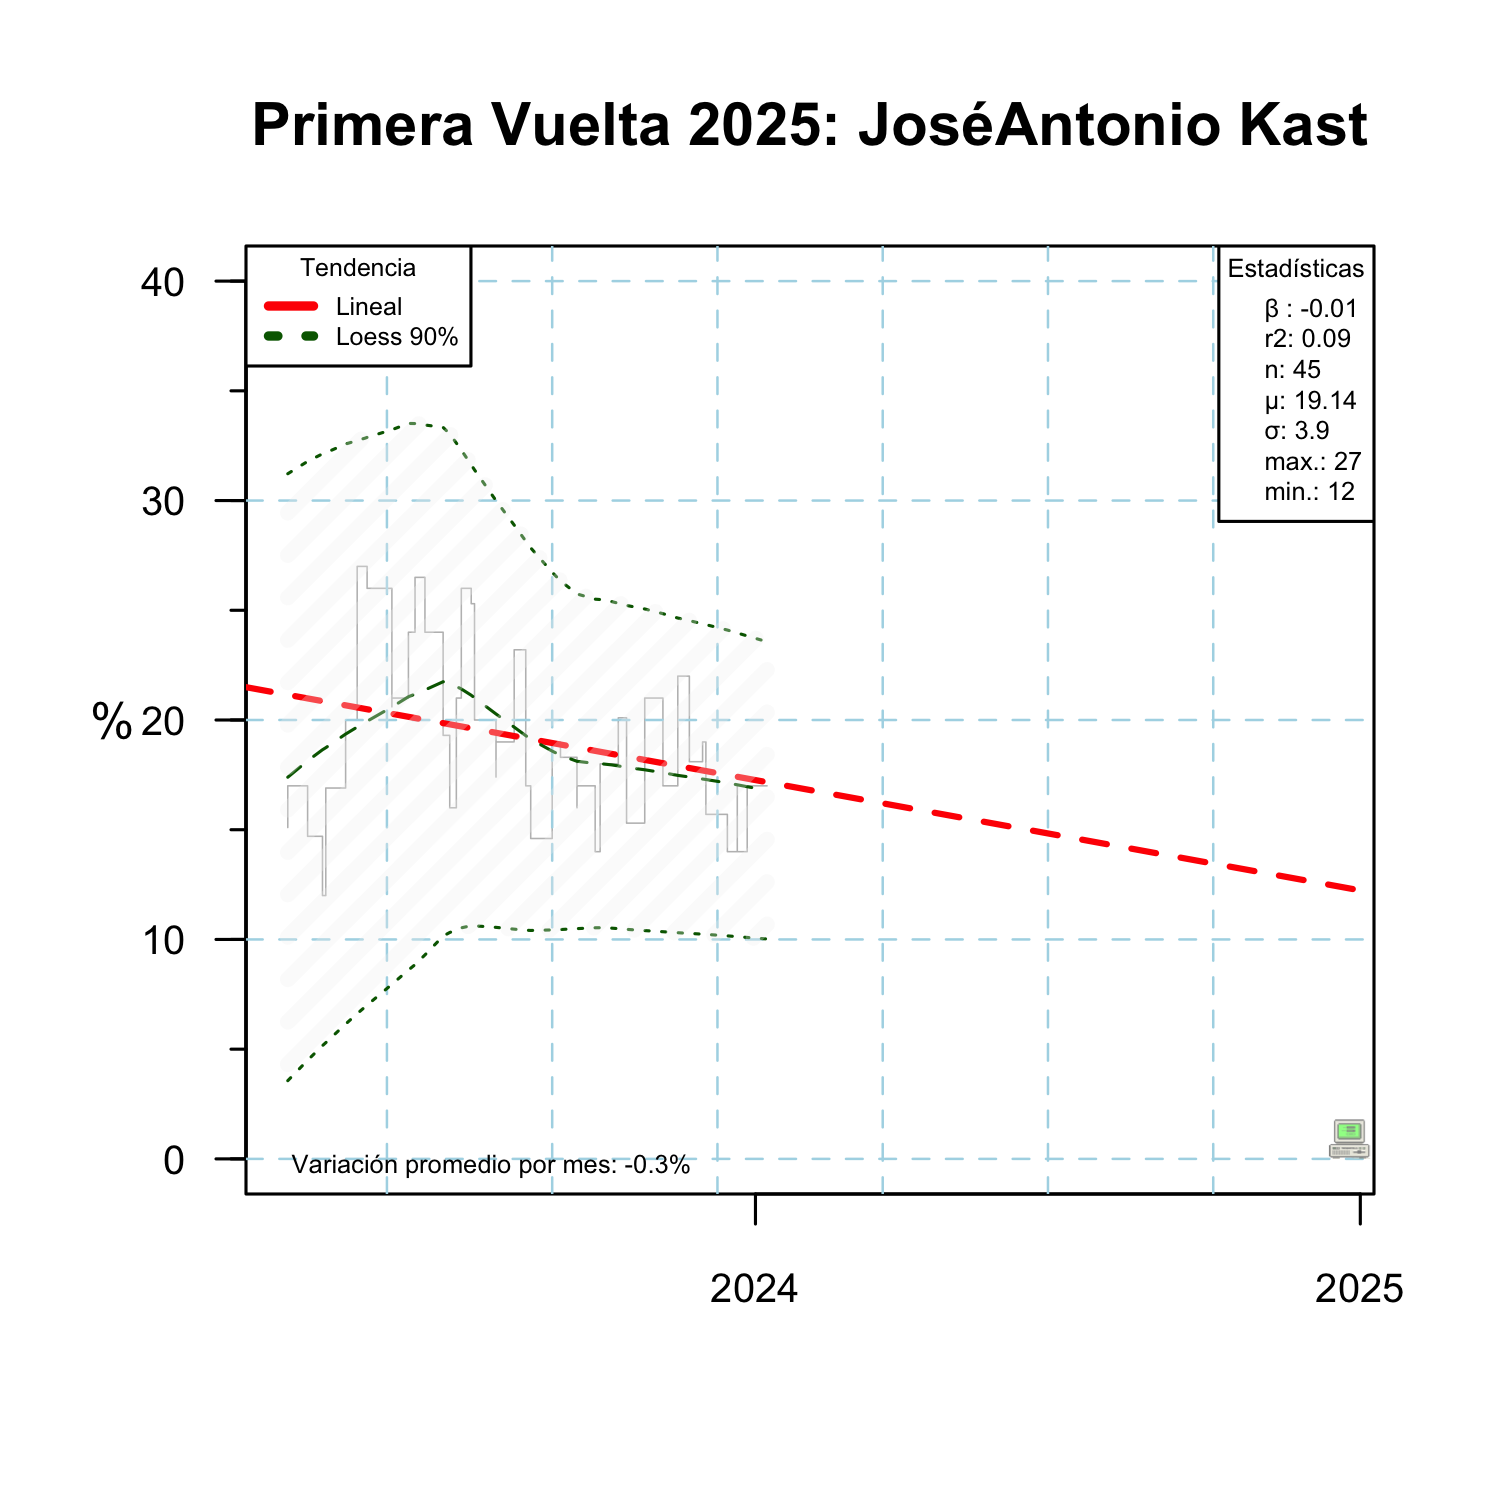 Primera Vuelta 2025: JoséAntonio Kast
Tendencia
Lineal
Loess 90%
Estadísticas
β : -0.01
r2: 0.09
n: 45
μ: 19.14
σ: 3.9
max.: 27
min.: 12
40
30
% 20
10
0
Variación promedio por mes: -0.3%
2024 2025